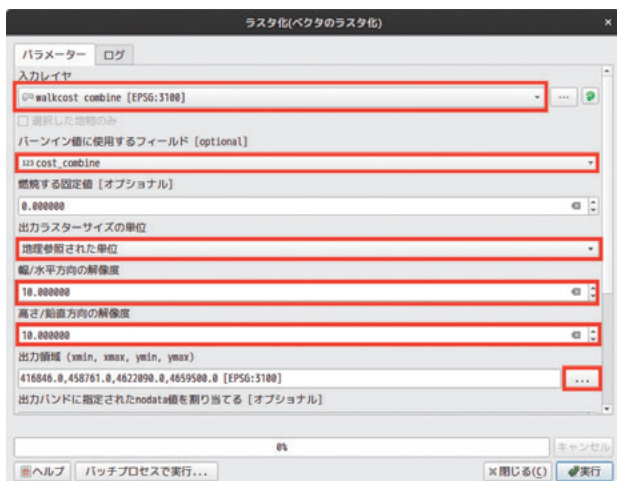 ラスタ化(ベクタのラスタ化)
パラメーター ログ
入力レイヤ
walkcost combine [EPSG:3100]
...
選択した地物のみ
バーンイン値に使用するフィールド [optional]
123 cost_combine
燃焼する固定値 [オプショナル]
0.000000
出力ラスターサイズの単位
地理参照された単位
幅/水平方向の解像度
10.000000
高さ/鉛直方向の解像度
10.000000
出力領域 (xmin, xmax, ymin, ymax)
416846.0,458761.0,4622090.0,4659500.0 [EPSG:3100]
...
出力バンドに指定されたnodata値を割り当てる [オプショナル]
0%
キャンセル
ヘルプ バッチプロセスで実行... 閉じる(C) 実行